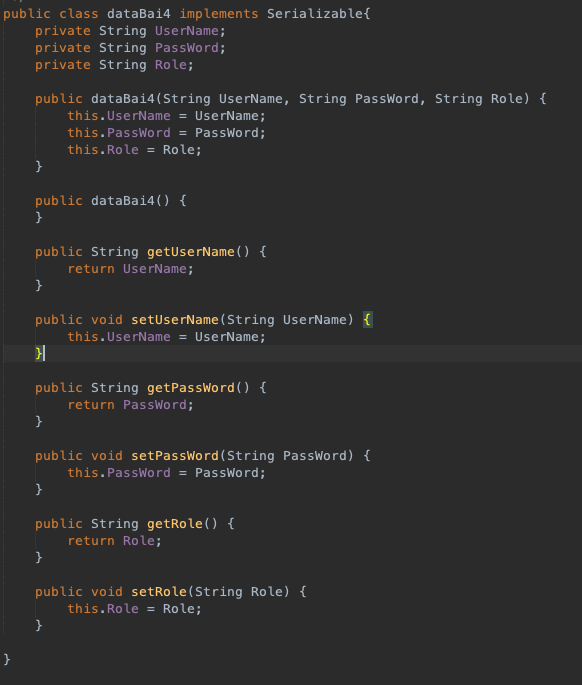 public class dataBai4 implements Serializable{
    private String UserName;
    private String PassWord;
    private String Role;

    public dataBai4(String UserName, String PassWord, String Role) {
        this.UserName = UserName;
        this.PassWord = PassWord;
        this.Role = Role;
    }

    public dataBai4() {
    }

    public String getUserName() {
        return UserName;
    }

    public void setUserName(String UserName) {
        this.UserName = UserName;
    }

    public String getPassWord() {
        return PassWord;
    }

    public void setPassWord(String PassWord) {
        this.PassWord = PassWord;
    }

    public String getRole() {
        return Role;
    }

    public void setRole(String Role) {
        this.Role = Role;
    }

}